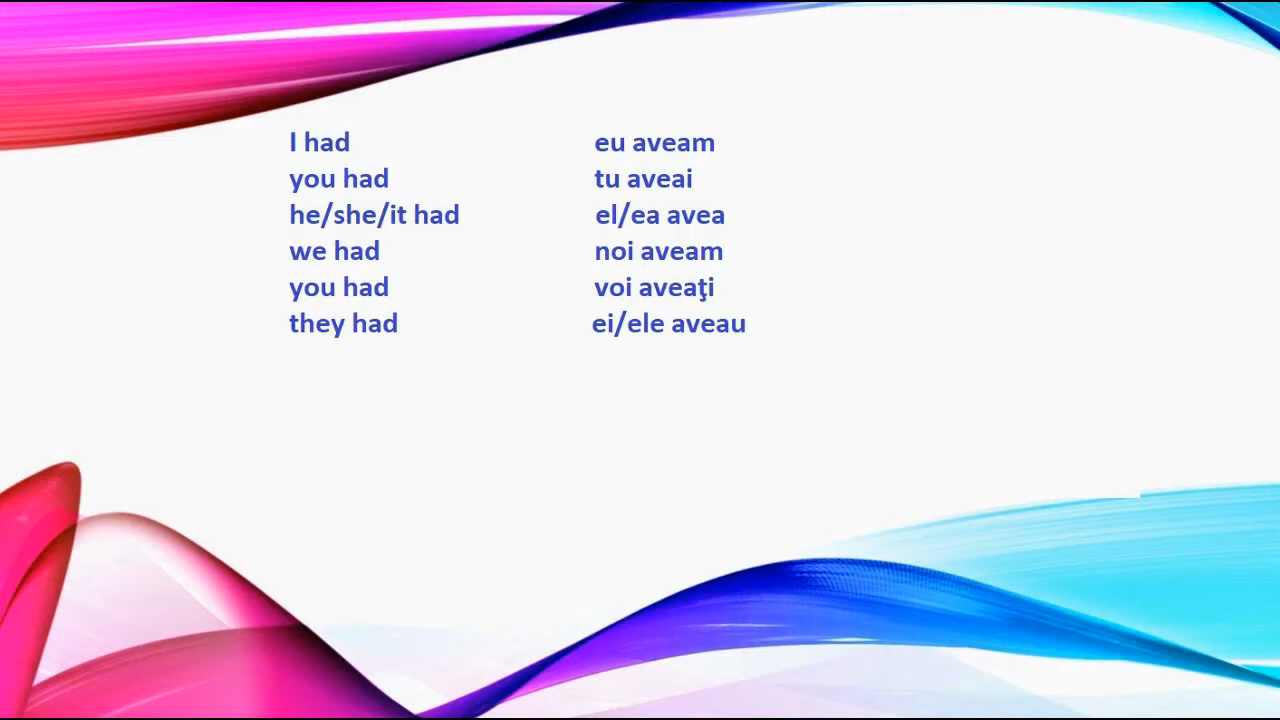 I had eu aveam
you had tu aveai
he/she/it had el/ea avea
we had noi aveam
you had voi aveaţi
they had ei/ele aveau